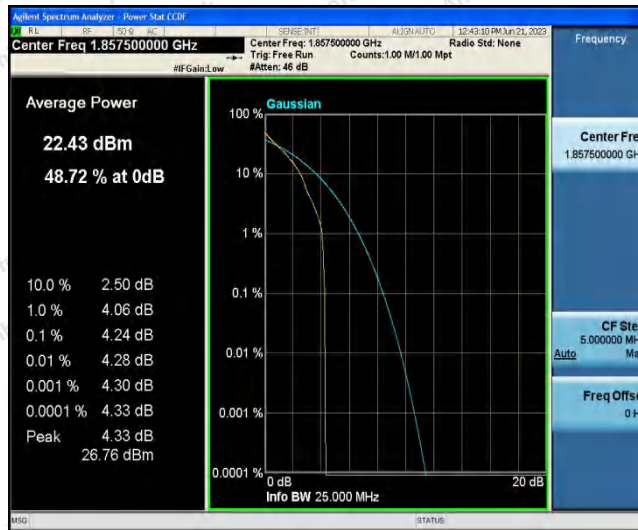 Agilent Spectrum Analyzer - Power Stat CCDF
RL RF 50 Ω AC SENSE:INT ALIGN AUTO 12:43:10 PM Jun 21, 2023
Center Freq 1.857500000 GHz
Center Freq: 1.857500000 GHz Radio Std: None
Trig: Free Run Counts:1.00 M/1.00 Mpt
#IFGain:Low #Atten: 46 dB
Frequency
Average Power
22.43 dBm
48.72 % at 0dB
10.0 % 2.50 dB
1.0 % 4.06 dB
0.1 % 4.24 dB
0.01 % 4.28 dB
0.001 % 4.30 dB
0.0001 % 4.33 dB
Peak 4.33 dB
26.76 dBm
Gaussian
100 %
10 %
1 %
0.1 %
0.01 %
0.001 %
0.0001 %
0 dB 20 dB
Info BW 25.000 MHz
Center Fre
1.857500000 GH
CF Ste
5.000000 MH
Auto Ma
Freq Offse
0 H
MSG STATUS